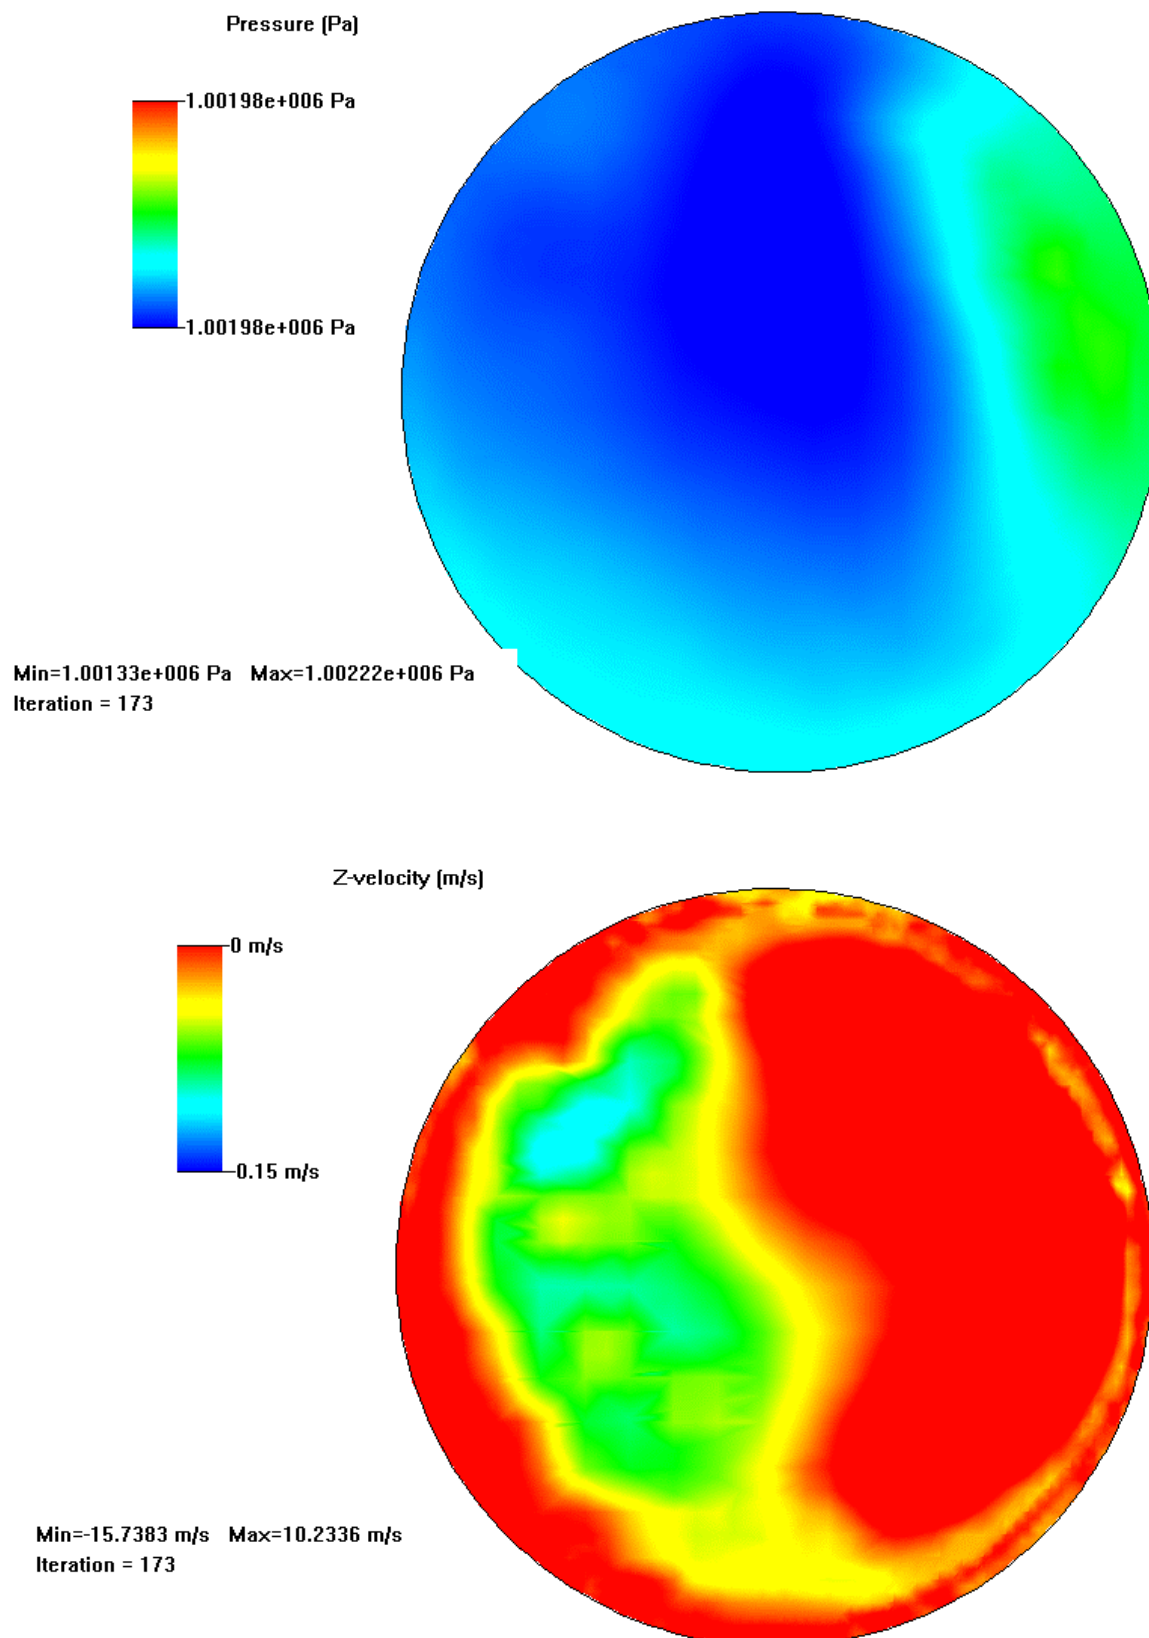 Pressure (Pa)
1.00198e+006 Pa
1.00198e+006 Pa
Min=1.00133e+006 Pa   Max=1.00222e+006 Pa
Iteration = 173
Z-velocity (m/s)
0 m/s
-0.15 m/s
Min=-15.7383 m/s   Max=10.2336 m/s
Iteration = 173